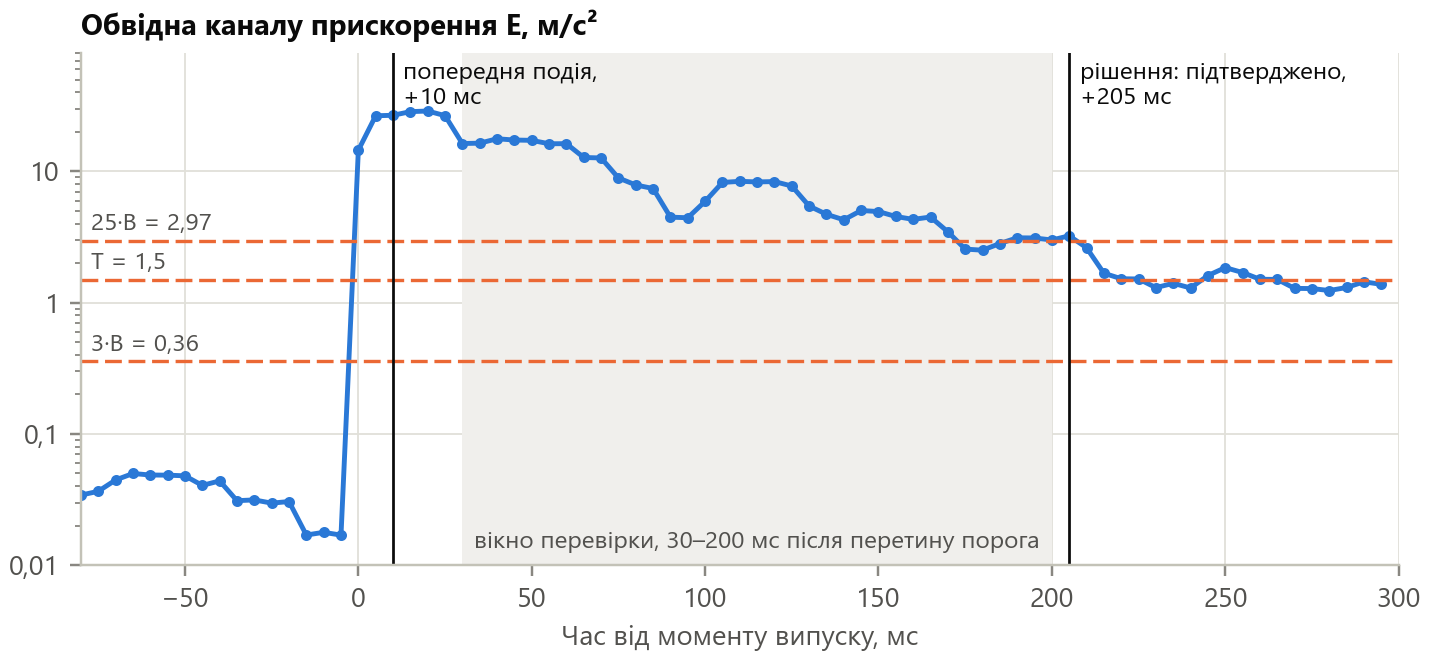 Обвідна каналу прискорення E, м/с²
попередня подія,
+10 мс
рішення: підтверджено,
+205 мс
10
25·B = 2,97
T = 1,5
1
3·B = 0,36
0,1
вікно перевірки, 30–200 мс після перетину порога
0,01
−50 0 50 100 150 200 250 300
Час від моменту випуску, мс